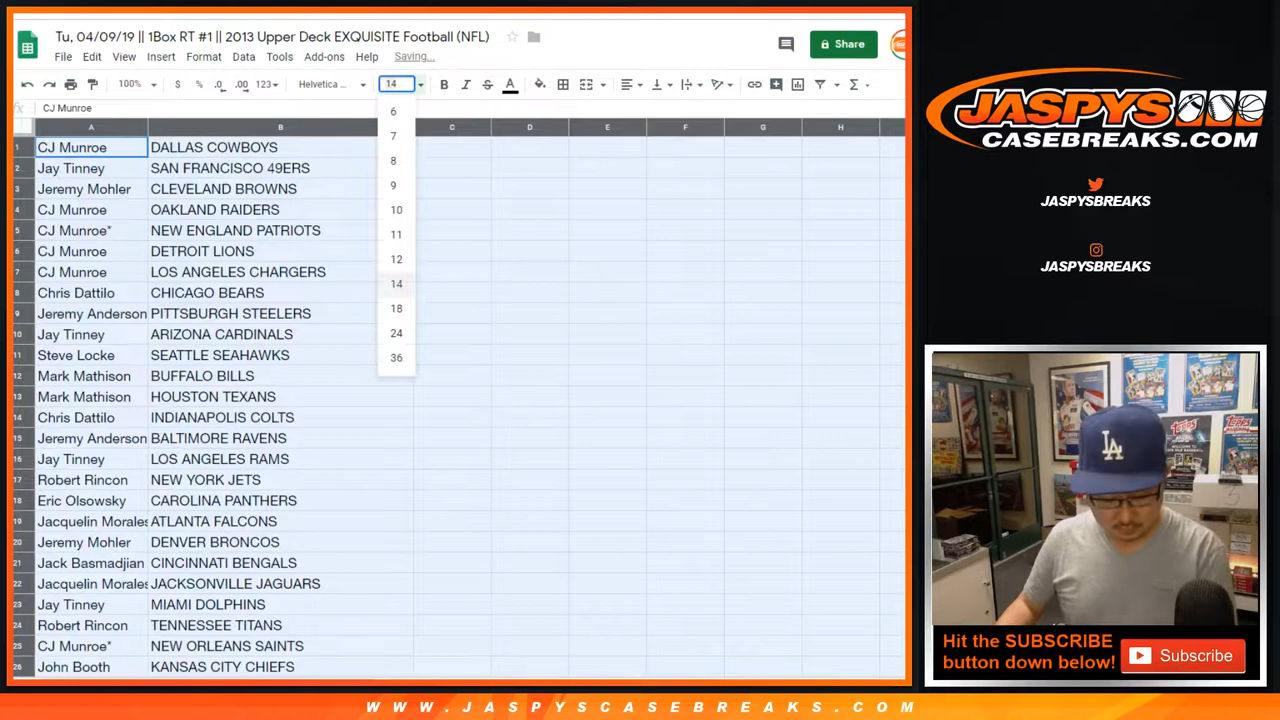 Tu, 04/09/19 || 1Box RT #1 || 2013 Upper Deck EXQUISITE Football (NFL)
File Edit View Insert Format Data Tools Add-ons Help Saving...
Share
100% $ % .0 .00 123 Helvetica ... 14 B I S A
fx CJ Munroe
A B C D E F G H
1 CJ Munroe DALLAS COWBOYS
2 Jay Tinney SAN FRANCISCO 49ERS
3 Jeremy Mohler CLEVELAND BROWNS
4 CJ Munroe OAKLAND RAIDERS
5 CJ Munroe* NEW ENGLAND PATRIOTS
6 CJ Munroe DETROIT LIONS
7 CJ Munroe LOS ANGELES CHARGERS
8 Chris Dattilo CHICAGO BEARS
9 Jeremy Anderson PITTSBURGH STEELERS
10 Jay Tinney ARIZONA CARDINALS
11 Steve Locke SEATTLE SEAHAWKS
12 Mark Mathison BUFFALO BILLS
13 Mark Mathison HOUSTON TEXANS
14 Chris Dattilo INDIANAPOLIS COLTS
15 Jeremy Anderson BALTIMORE RAVENS
16 Jay Tinney LOS ANGELES RAMS
17 Robert Rincon NEW YORK JETS
18 Eric Olsowsky CAROLINA PANTHERS
19 Jacquelin Morales ATLANTA FALCONS
20 Jeremy Mohler DENVER BRONCOS
21 Jack Basmadjian CINCINNATI BENGALS
22 Jacquelin Morales JACKSONVILLE JAGUARS
23 Jay Tinney MIAMI DOLPHINS
24 Robert Rincon TENNESSEE TITANS
25 CJ Munroe* NEW ORLEANS SAINTS
26 John Booth KANSAS CITY CHIEFS
6
7
8
9
10
11
12
14
18
24
36
JASPYS
CASEBREAKS.COM
JASPYSBREAKS
JASPYSBREAKS
LA
Topps
Hit the SUBSCRIBE
button down below!
Subscribe
WWW.JASPYSCASEBREAKS.COM